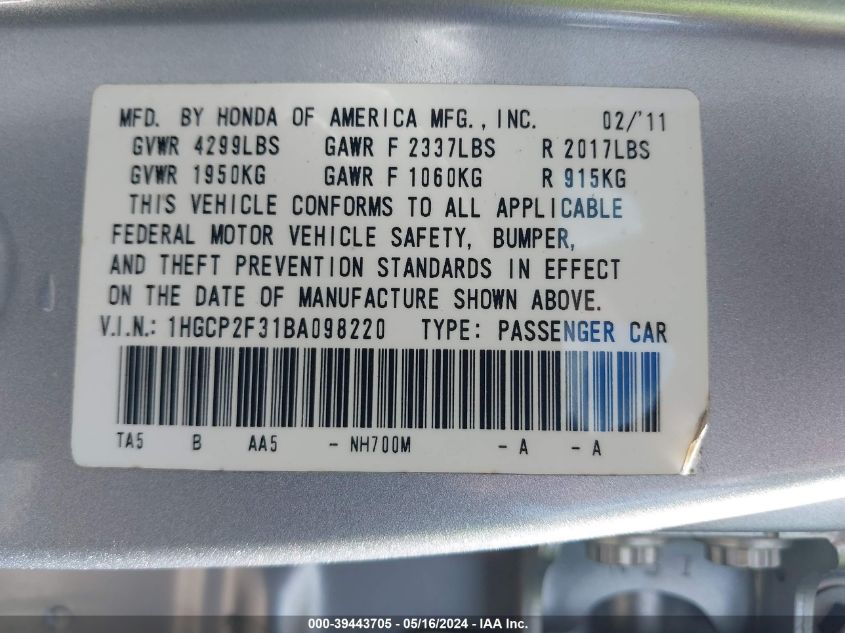 MFD. BY HONDA OF AMERICA MFG., INC. 02/'11
GVWR 4299LBS GAWR F 2337LBS R 2017LBS
GVWR 1950KG GAWR F 1060KG R 915KG
THIS VEHICLE CONFORMS TO ALL APPLICABLE
FEDERAL MOTOR VEHICLE SAFETY, BUMPER,
AND THEFT PREVENTION STANDARDS IN EFFECT
ON THE DATE OF MANUFACTURE SHOWN ABOVE.
V.I.N.: 1HGCP2F31BA098220 TYPE: PASSENGER CAR
TA5 B AA5 - NH700M - A - A
000-39443705 - 05/16/2024 - IAA Inc.